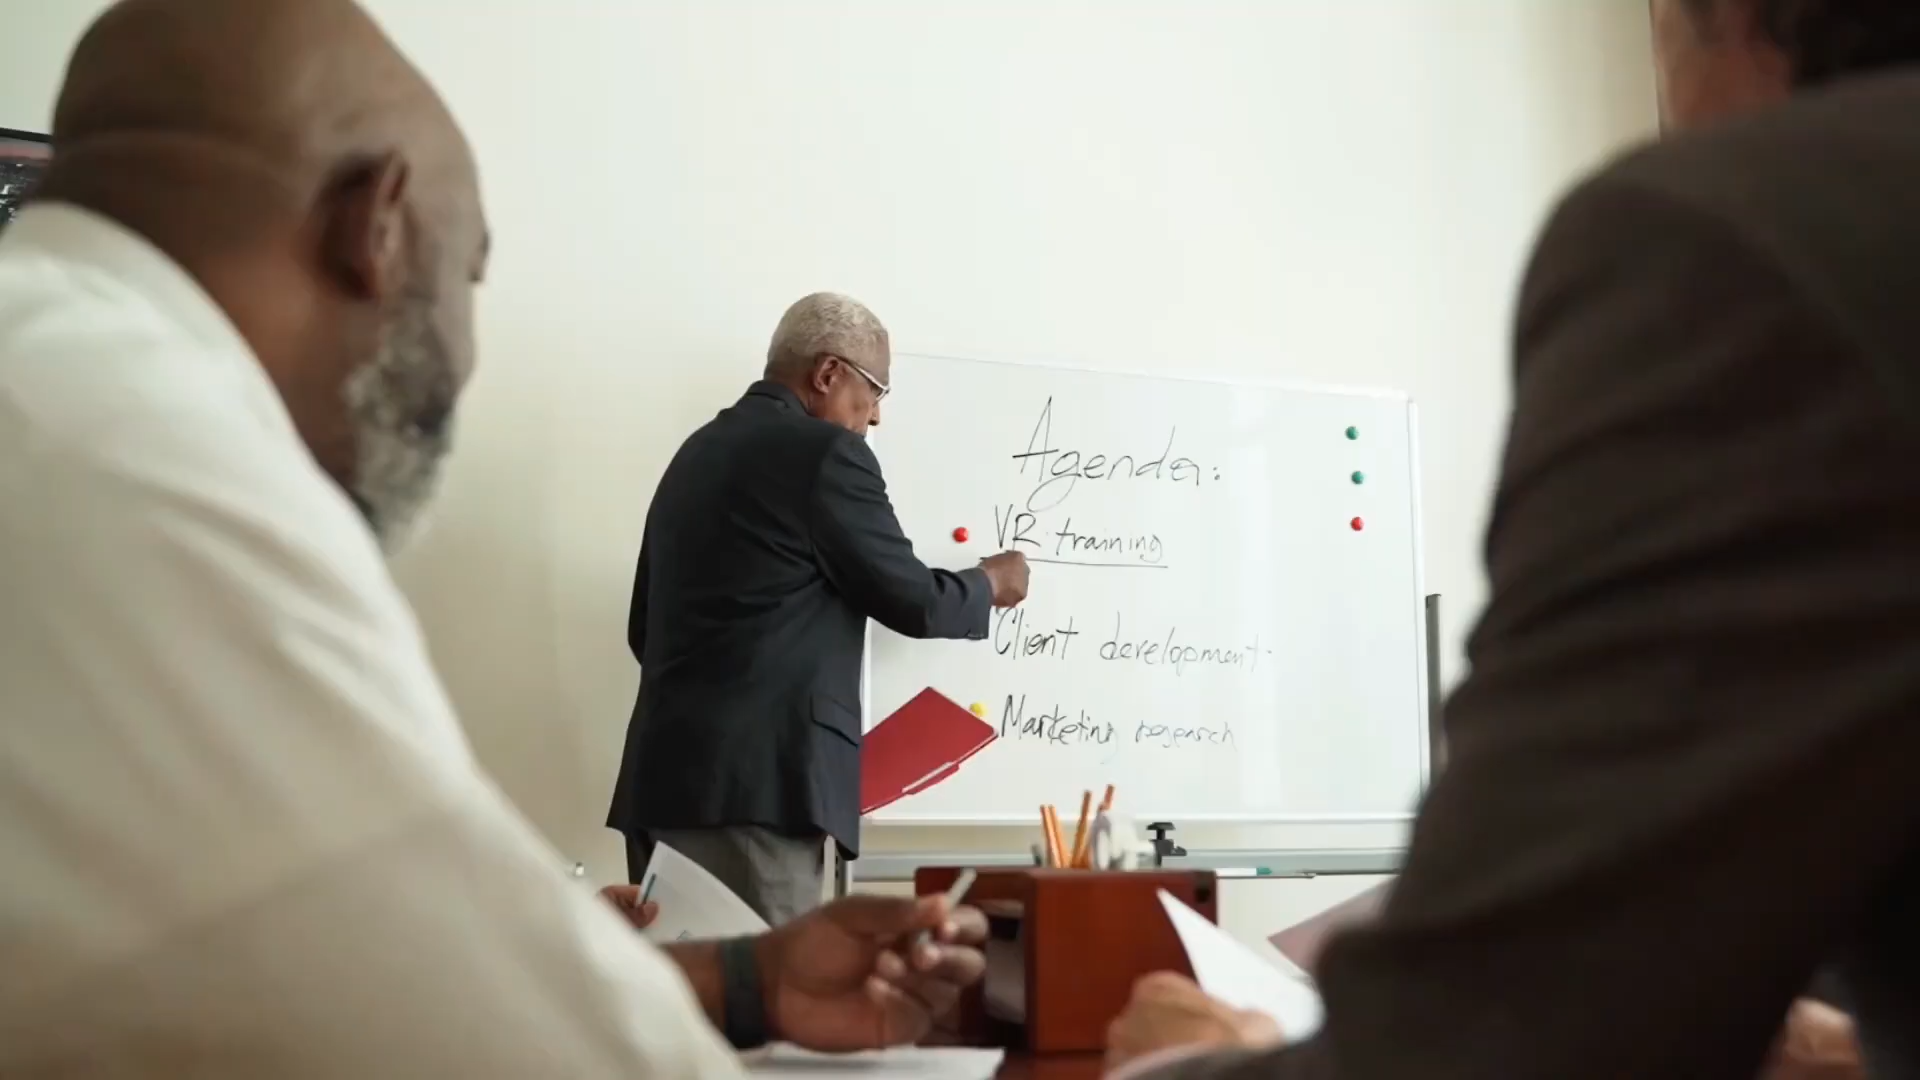 Agenda:
VR training
Client development
Marketing research